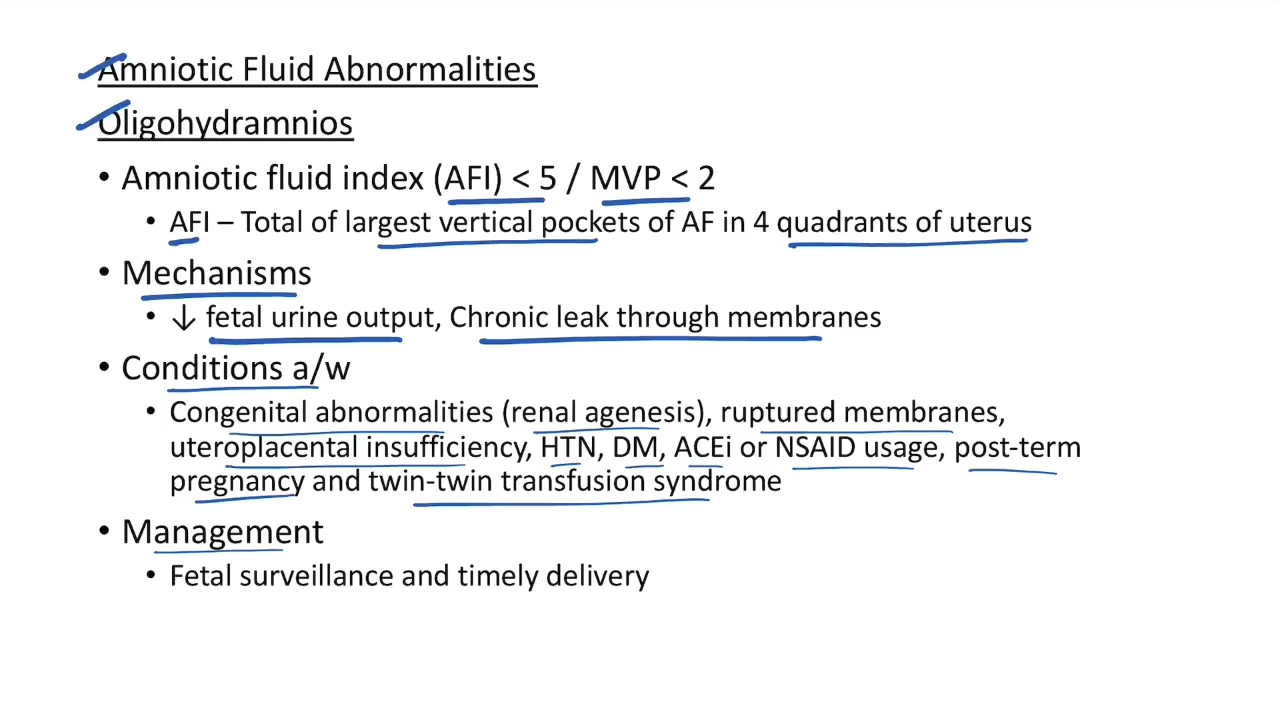 Amniotic Fluid Abnormalities
Oligohydramnios
• Amniotic fluid index (AFI) < 5 / MVP < 2
• AFI – Total of largest vertical pockets of AF in 4 quadrants of uterus
• Mechanisms
• ↓ fetal urine output, Chronic leak through membranes
• Conditions a/w
• Congenital abnormalities (renal agenesis), ruptured membranes,
uteroplacental insufficiency, HTN, DM, ACEi or NSAID usage, post-term
pregnancy and twin-twin transfusion syndrome
• Management
• Fetal surveillance and timely delivery